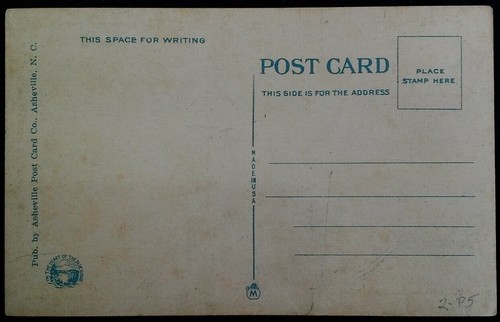 THIS SPACE FOR WRITING
Pub. by Asheville Post Card Co., Asheville, N. C.
POST CARD
THIS SIDE IS FOR THE ADDRESS
PLACE
STAMP HERE
MADE IN USA
M
2-P5